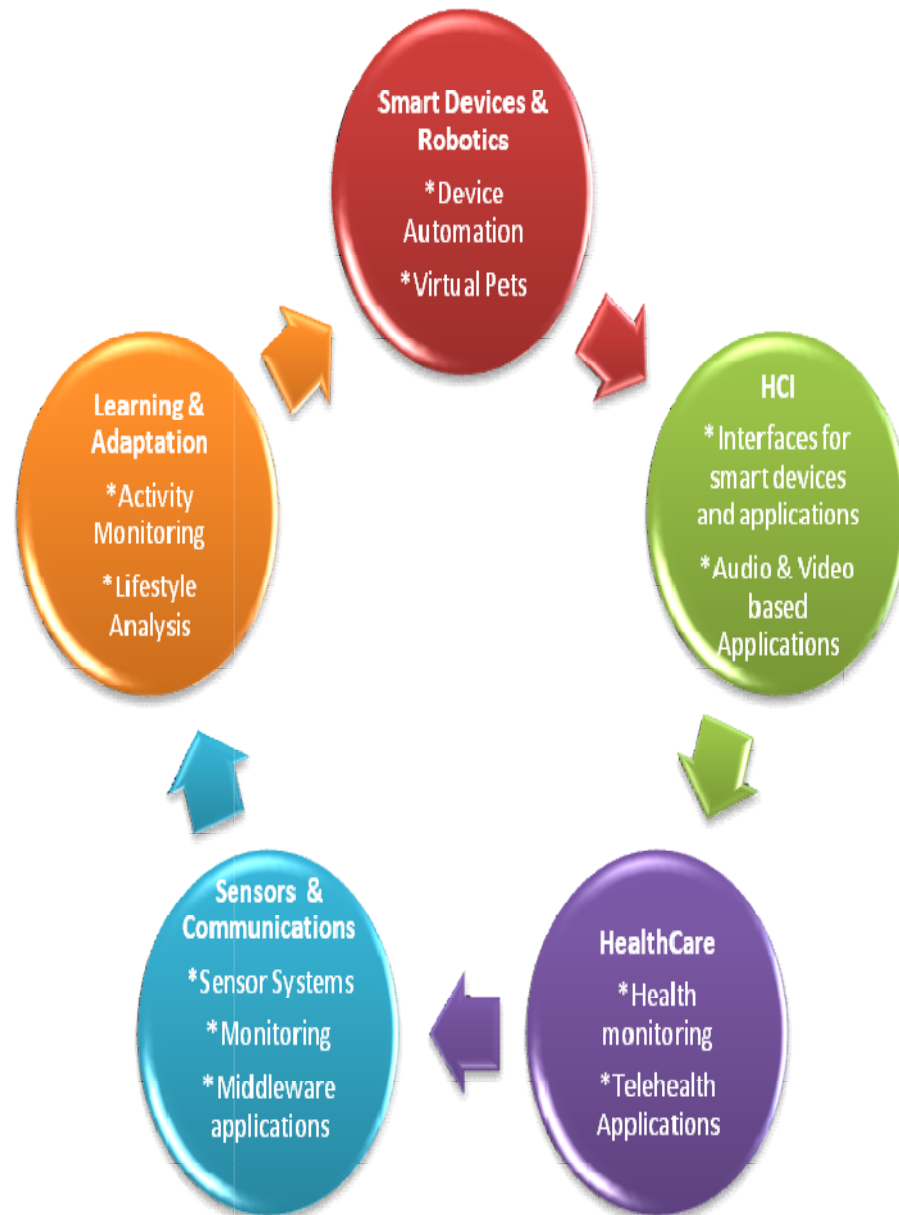 Smart Devices &
Robotics
*Device
Automation
*Virtual Pets
HCI
*Interfaces for
smart devices
and applications
*Audio & Video
based
Applications
HealthCare
*Health
monitoring
*Telehealth
Applications
Sensors &
Communications
*Sensor Systems
*Monitoring
*Middleware
applications
Learning &
Adaptation
*Activity
Monitoring
*Lifestyle
Analysis